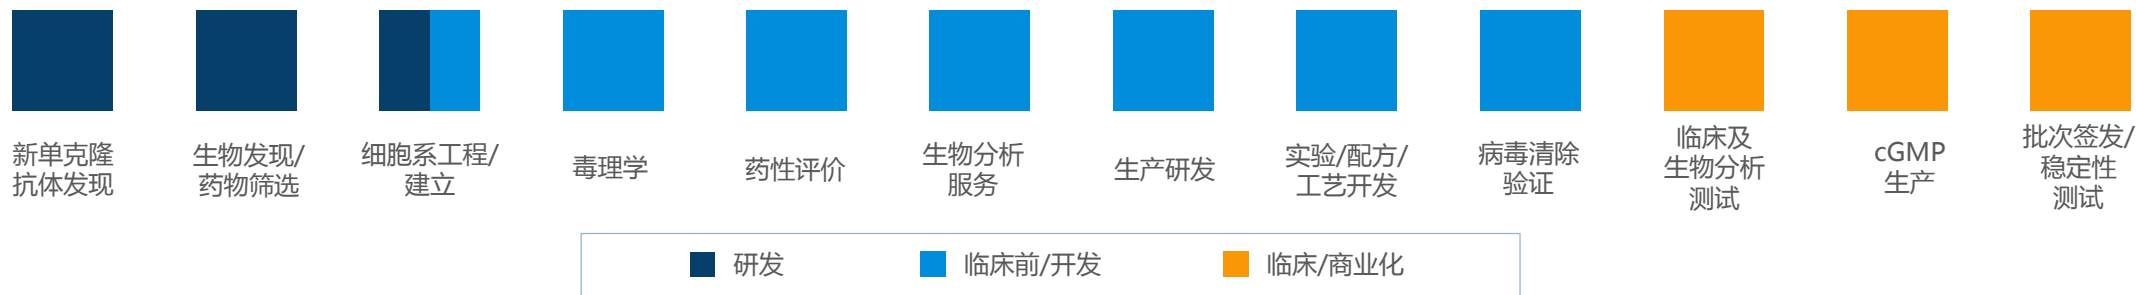 新单克隆
抗体发现
生物发现/
药物筛选
细胞系工程/
建立
毒理学
药性评价
生物分析
服务
生产研发
实验/配方/
工艺开发
病毒清除
验证
临床及
生物分析
测试
cGMP
生产
批次签发/
稳定性
测试
研发
临床前/开发
临床/商业化